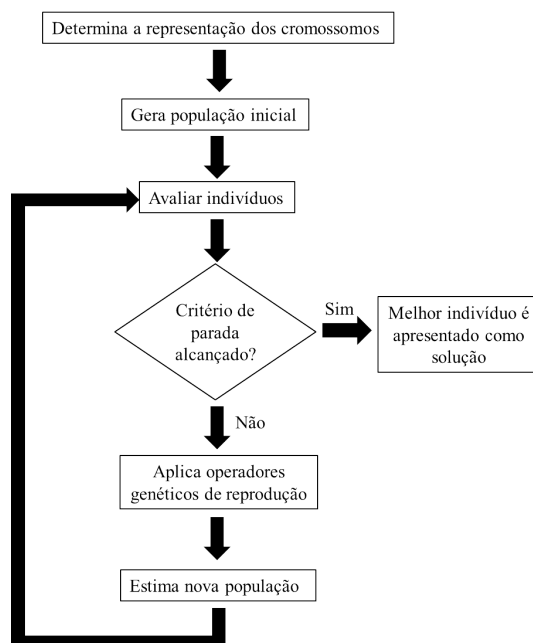 Determina a representação dos cromossomos
Gera população inicial
Avaliar indivíduos
Critério de
parada
alcançado?
Sim
Melhor indivíduo é
apresentado como
solução
Não
Aplica operadores
genéticos de reprodução
Estima nova população